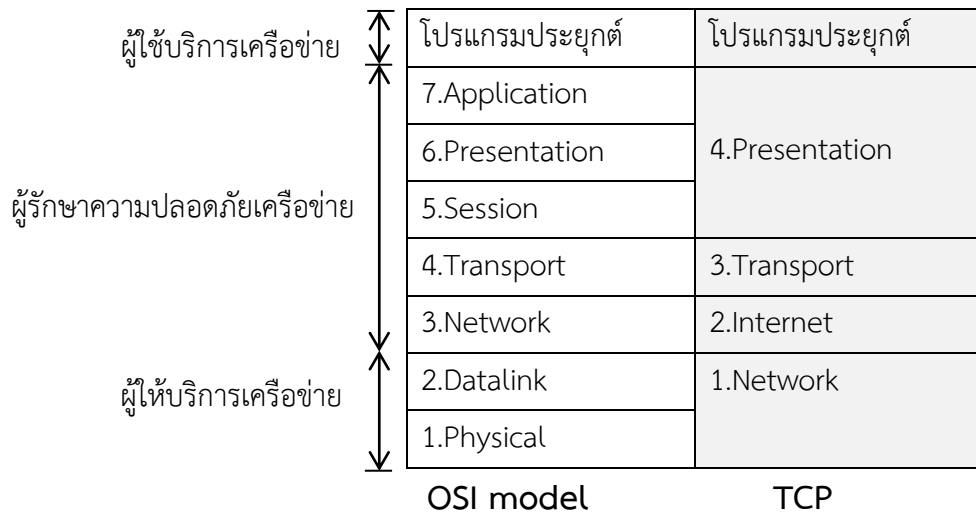 ผู้ใช้บริการเครือข่าย
โปรแกรมประยุกต์
โปรแกรมประยุกต์
ผู้รักษาความปลอดภัยเครือข่าย
7.Application
6.Presentation
5.Session
4.Presentation
4.Transport
3.Transport
3.Network
2.Internet
ผู้ให้บริการเครือข่าย
2.Datalink
1.Network
1.Physical
OSI model
TCP